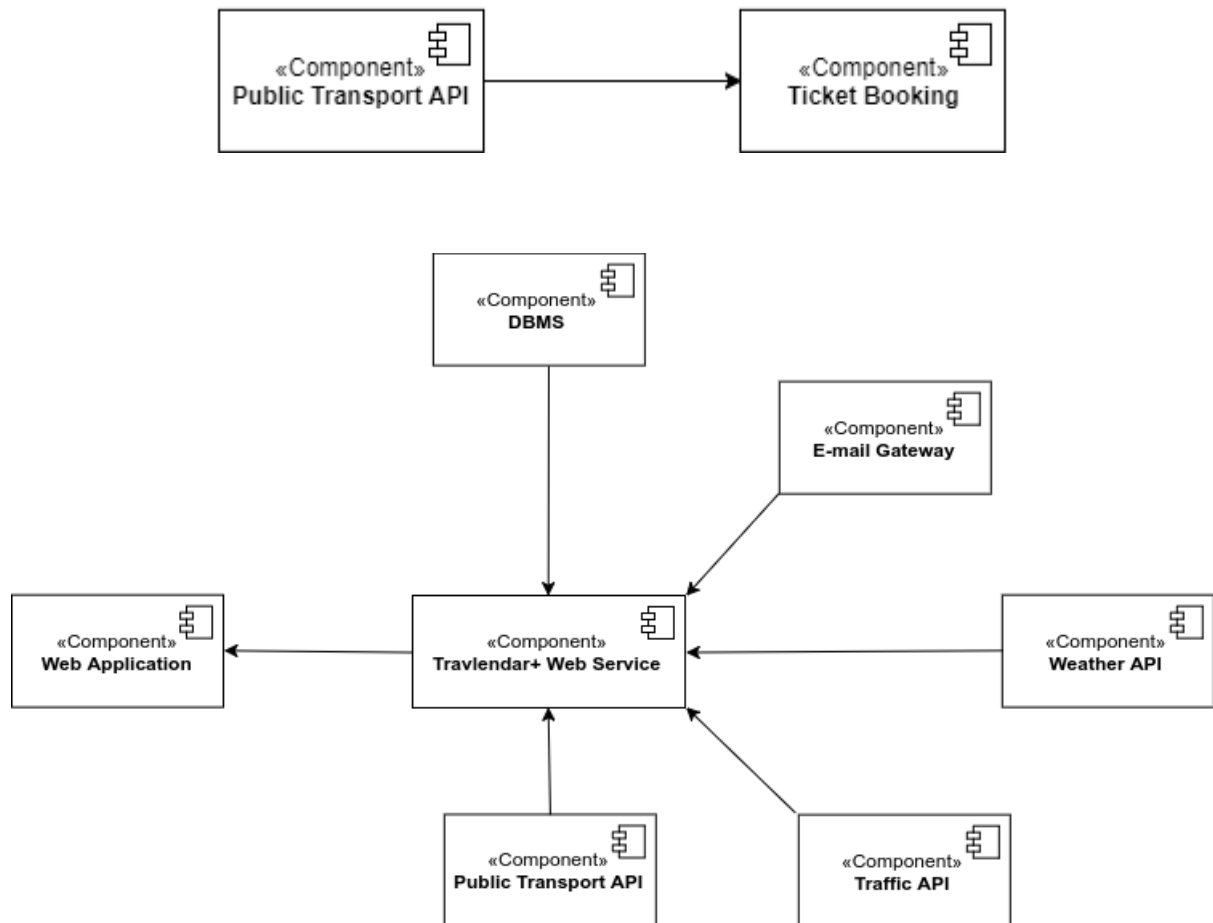 «Component»
Public Transport API
«Component»
Ticket Booking
«Component»
DBMS
«Component»
E-mail Gateway
«Component»
Web Application
«Component»
Travlendar+ Web Service
«Component»
Weather API
«Component»
Public Transport API
«Component»
Traffic API